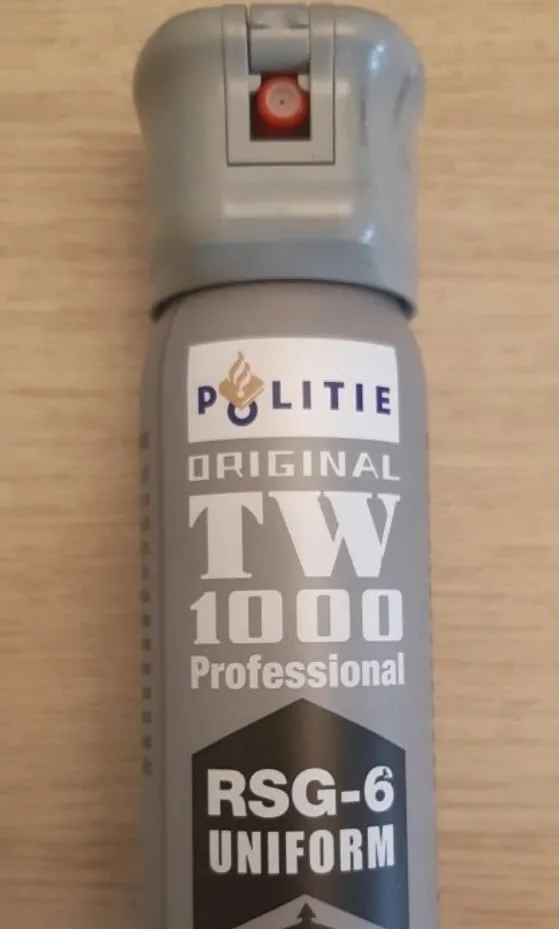 POLITIE
ORIGINAL
TW
1000
Professional
RSG-6
UNIFORM